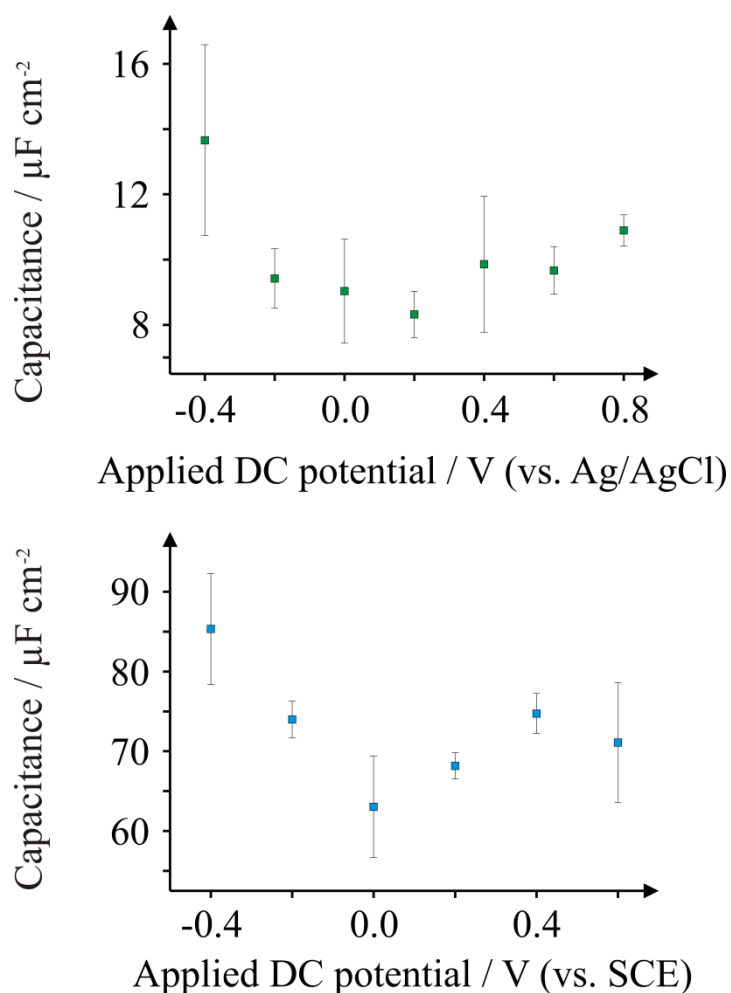 Capacitance / µF cm⁻²
16
12
8
-0.4 0.0 0.4 0.8
Applied DC potential / V (vs. Ag/AgCl)
Capacitance / µF cm⁻²
90
80
70
60
-0.4 0.0 0.4
Applied DC potential / V (vs. SCE)